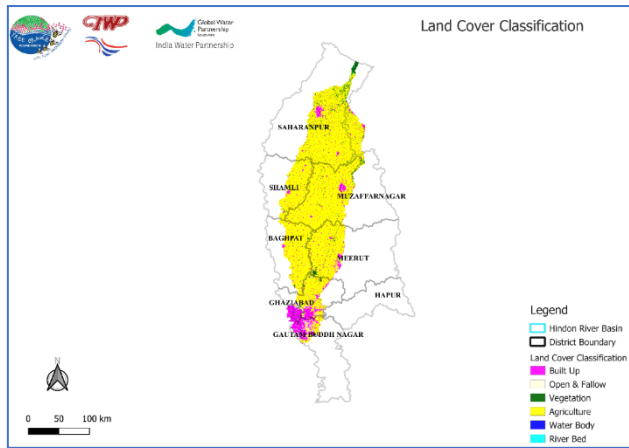 Land Cover Classification
IWP
Global Water
Partnership
India Water Partnership
SAHARANPUR
SHAMLI
MUZAFFARNAGAR
BAGHPAT
MEERUT
HAPUR
GHAZIABAD
GAUTAM BUDDH NAGAR
Legend
Hindon River Basin
District Boundary
Land Cover Classification
Built Up
Open & Fallow
Vegetation
Agriculture
Water Body
River Bed
N
0 50 100 km